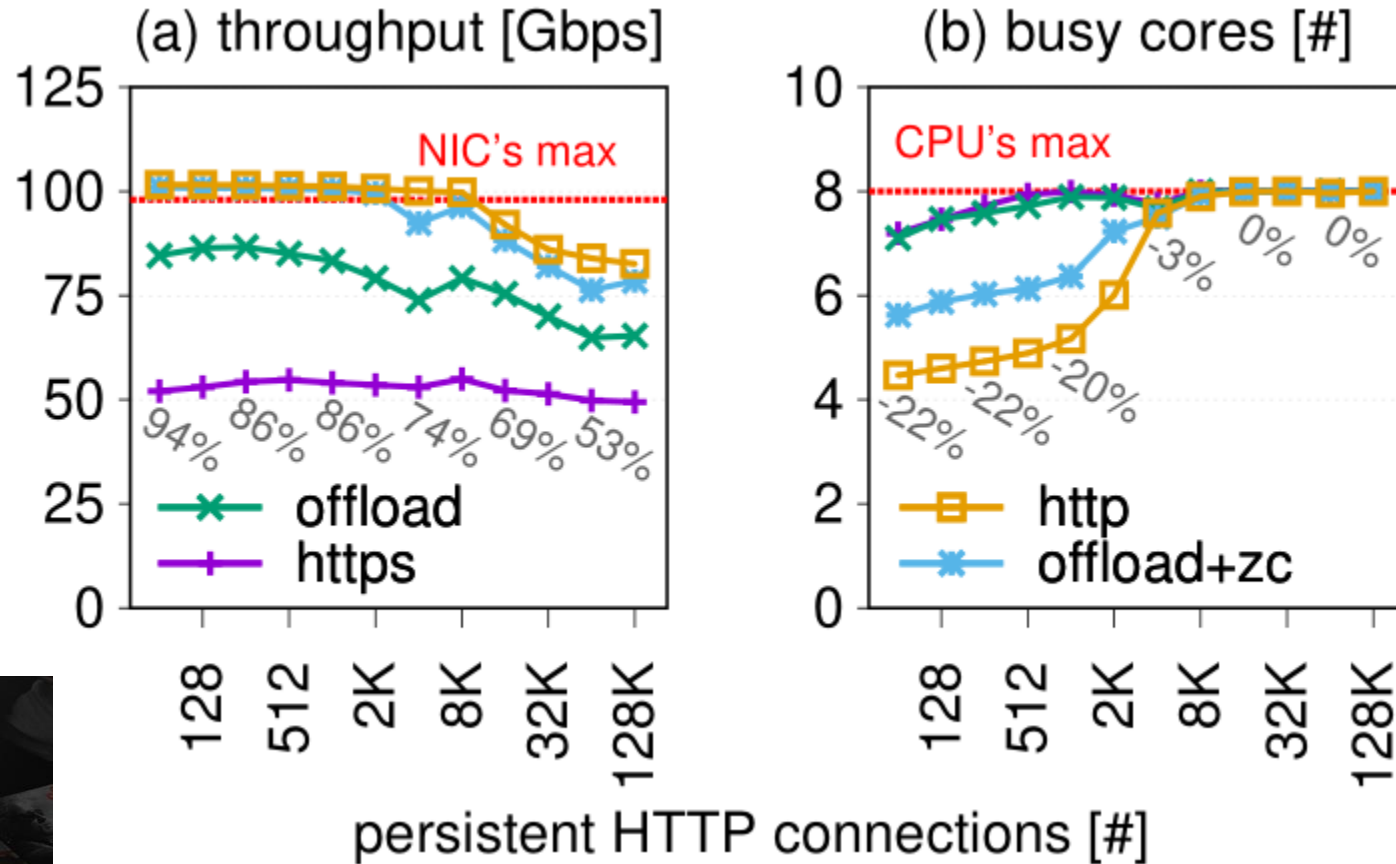 (a) throughput [Gbps]
125
100
75
50
25
0
NIC's max
94%
86%
86%
74%
69%
53%
offload
https
128
512
2K
8K
32K
128K
(b) busy cores [#]
10
8
6
4
2
0
CPU's max
-22%
-22%
-20%
-3%
0%
0%
http
offload+zc
128
512
2K
8K
32K
128K
persistent HTTP connections [#]